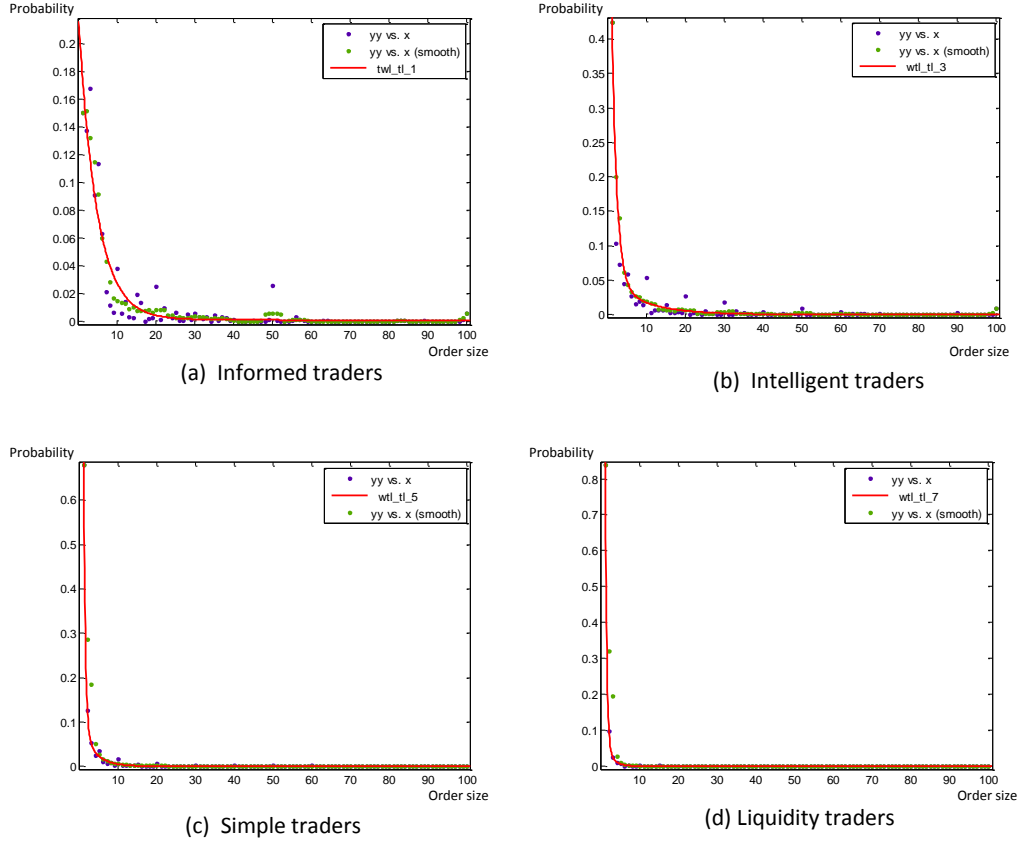 Probability
0.2
0.18
0.16
0.14
0.12
0.1
0.08
0.06
0.04
0.02
0
10 20 30 40 50 60 70 80 90 100
Order size
yy vs. x
yy vs. x (smooth)
twl_tl_1
(a) Informed traders
Probability
0.4
0.35
0.3
0.25
0.2
0.15
0.1
0.05
0
10 20 30 40 50 60 70 80 90 100
Order size
yy vs. x
yy vs. x (smooth)
wtl_tl_3
(b) Intelligent traders
Probability
0.6
0.5
0.4
0.3
0.2
0.1
0
10 20 30 40 50 60 70 80 90 100
Order size
yy vs. x
wtl_tl_5
yy vs. x (smooth)
(c) Simple traders
Probability
0.8
0.7
0.6
0.5
0.4
0.3
0.2
0.1
0
10 20 30 40 50 60 70 80 90 100
Order size
yy vs. x
wtl_tl_7
yy vs. x (smooth)
(d) Liquidity traders